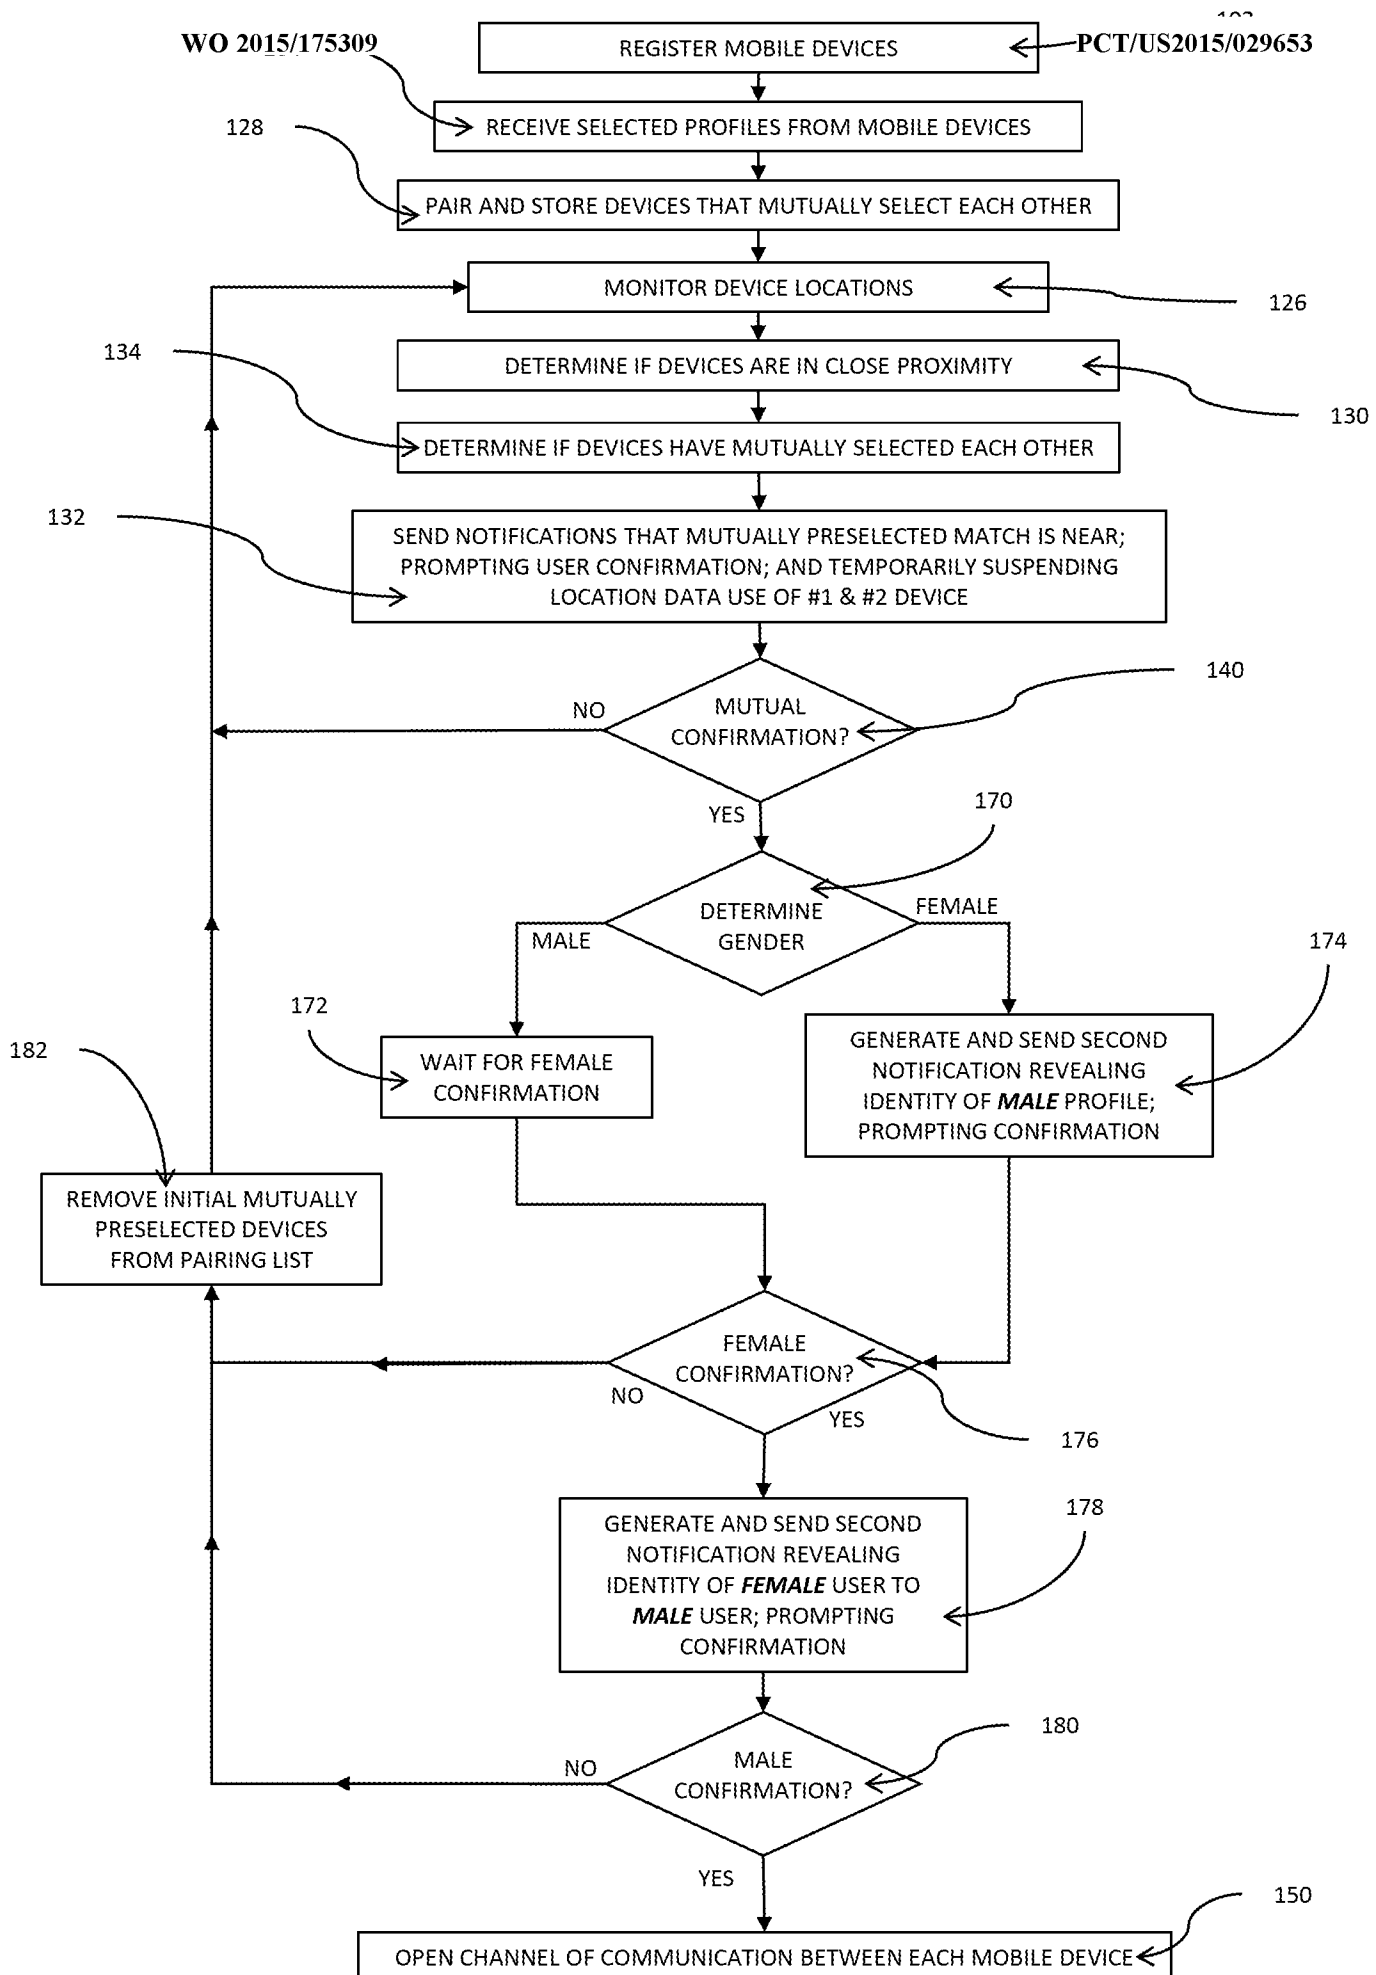 WO 2015/175309
PCT/US2015/029653
REGISTER MOBILE DEVICES
RECEIVE SELECTED PROFILES FROM MOBILE DEVICES
128
PAIR AND STORE DEVICES THAT MUTUALLY SELECT EACH OTHER
MONITOR DEVICE LOCATIONS
126
134
DETERMINE IF DEVICES ARE IN CLOSE PROXIMITY
130
DETERMINE IF DEVICES HAVE MUTUALLY SELECTED EACH OTHER
132
SEND NOTIFICATIONS THAT MUTUALLY PRESELECTED MATCH IS NEAR;
PROMPTING USER CONFIRMATION; AND TEMPORARILY SUSPENDING
LOCATION DATA USE OF #1 & #2 DEVICE
140
NO
MUTUAL
CONFIRMATION?
YES
170
DETERMINE
GENDER
FEMALE
MALE
174
172
182
WAIT FOR FEMALE
CONFIRMATION
GENERATE AND SEND SECOND
NOTIFICATION REVEALING
IDENTITY OF MALE PROFILE;
PROMPTING CONFIRMATION
REMOVE INITIAL MUTUALLY
PRESELECTED DEVICES
FROM PAIRING LIST
FEMALE
CONFIRMATION?
NO
YES
176
178
GENERATE AND SEND SECOND
NOTIFICATION REVEALING
IDENTITY OF FEMALE USER TO
MALE USER; PROMPTING
CONFIRMATION
180
NO
MALE
CONFIRMATION?
YES
150
OPEN CHANNEL OF COMMUNICATION BETWEEN EACH MOBILE DEVICE